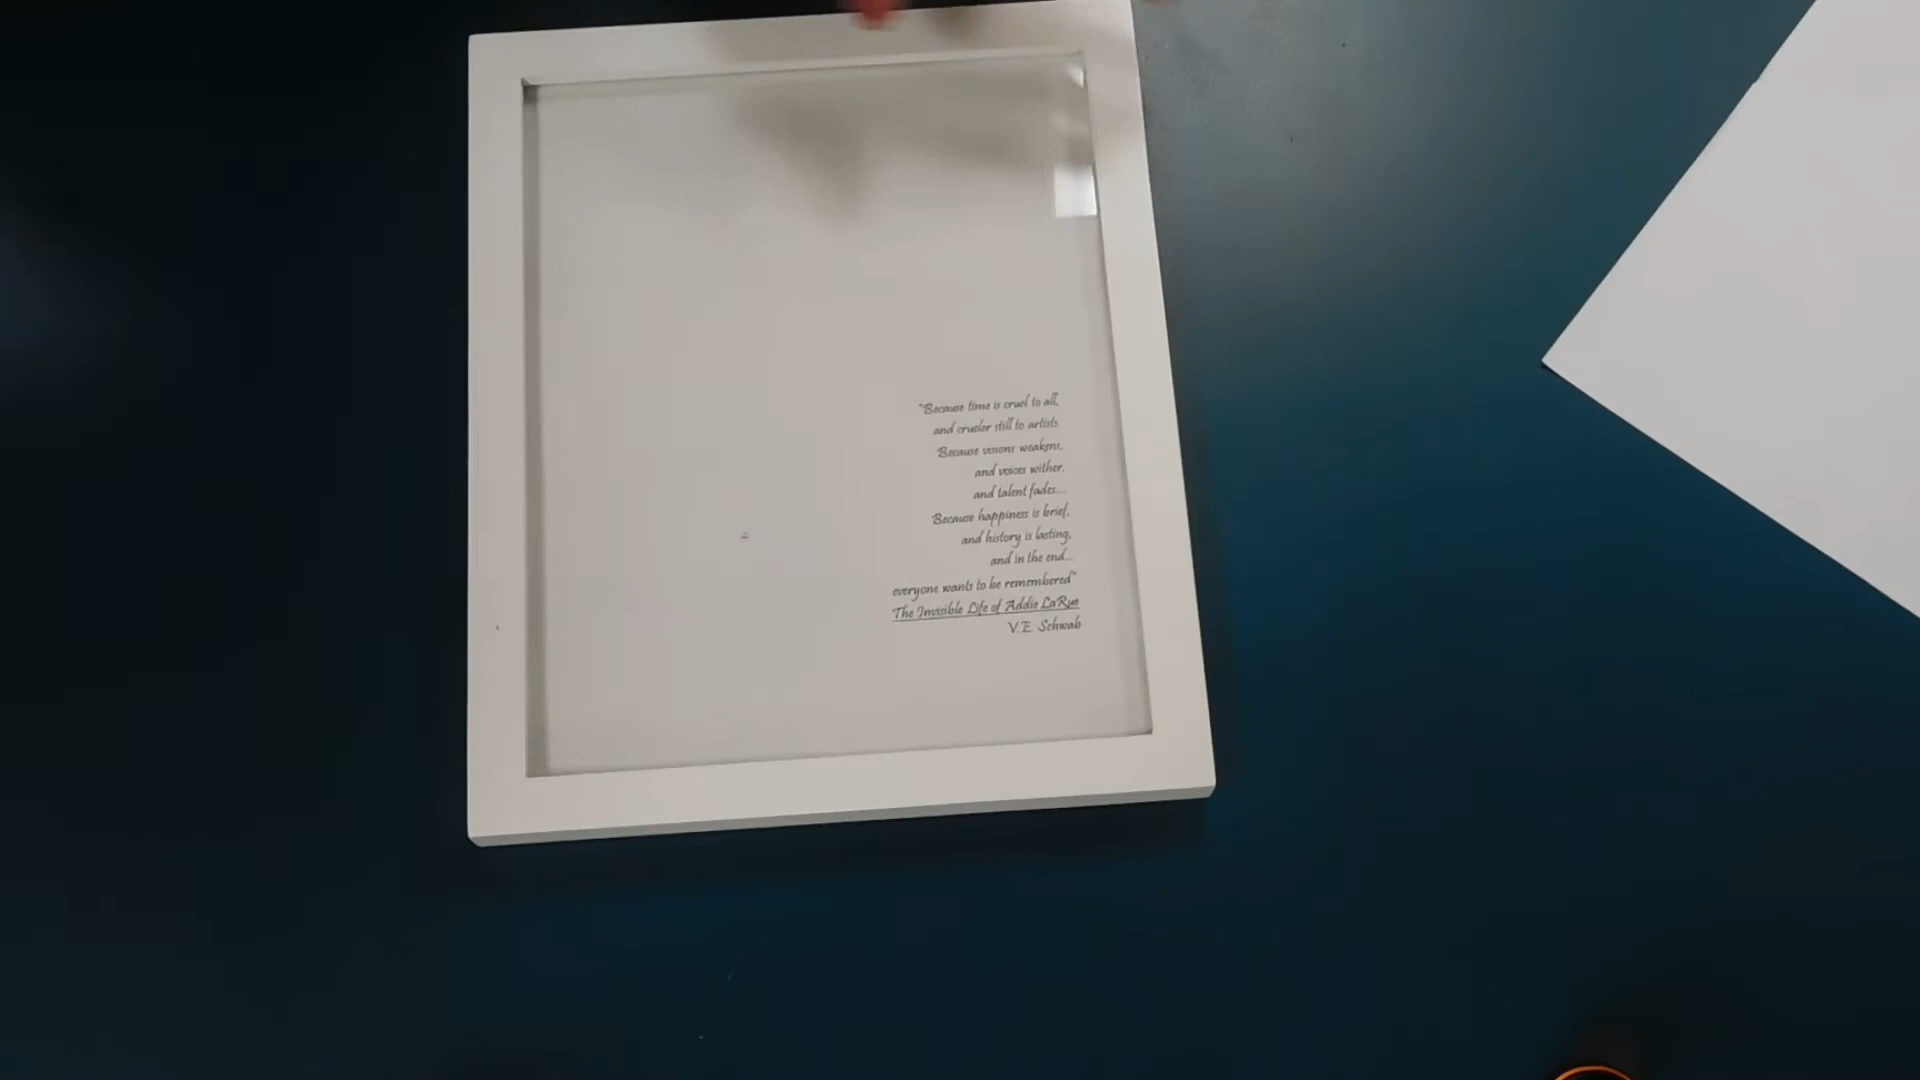 "Because time is cruel to all,
and crueler still to artists.
Because visions weakens,
and voices wither,
and talent fades....
Because happiness is brief,
and history is lasting,
and in the end...
everyone wants to be remembered"
The Invisible Life of Addie LaRue
V.E. Schwab